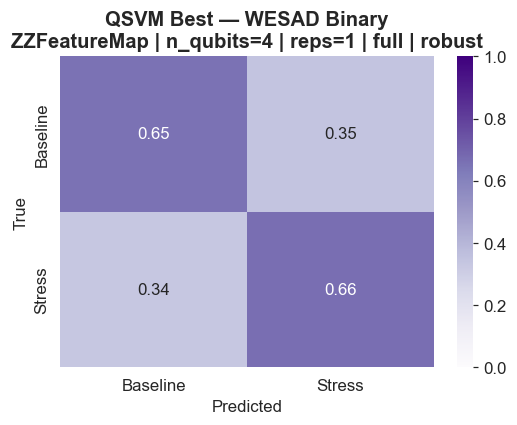 QSVM Best — WESAD Binary
ZZFeatureMap | n_qubits=4 | reps=1 | full | robust
True
Baseline
0.65
0.35
Stress
0.34
0.66
Baseline
Stress
Predicted
1.0
0.8
0.6
0.4
0.2
0.0